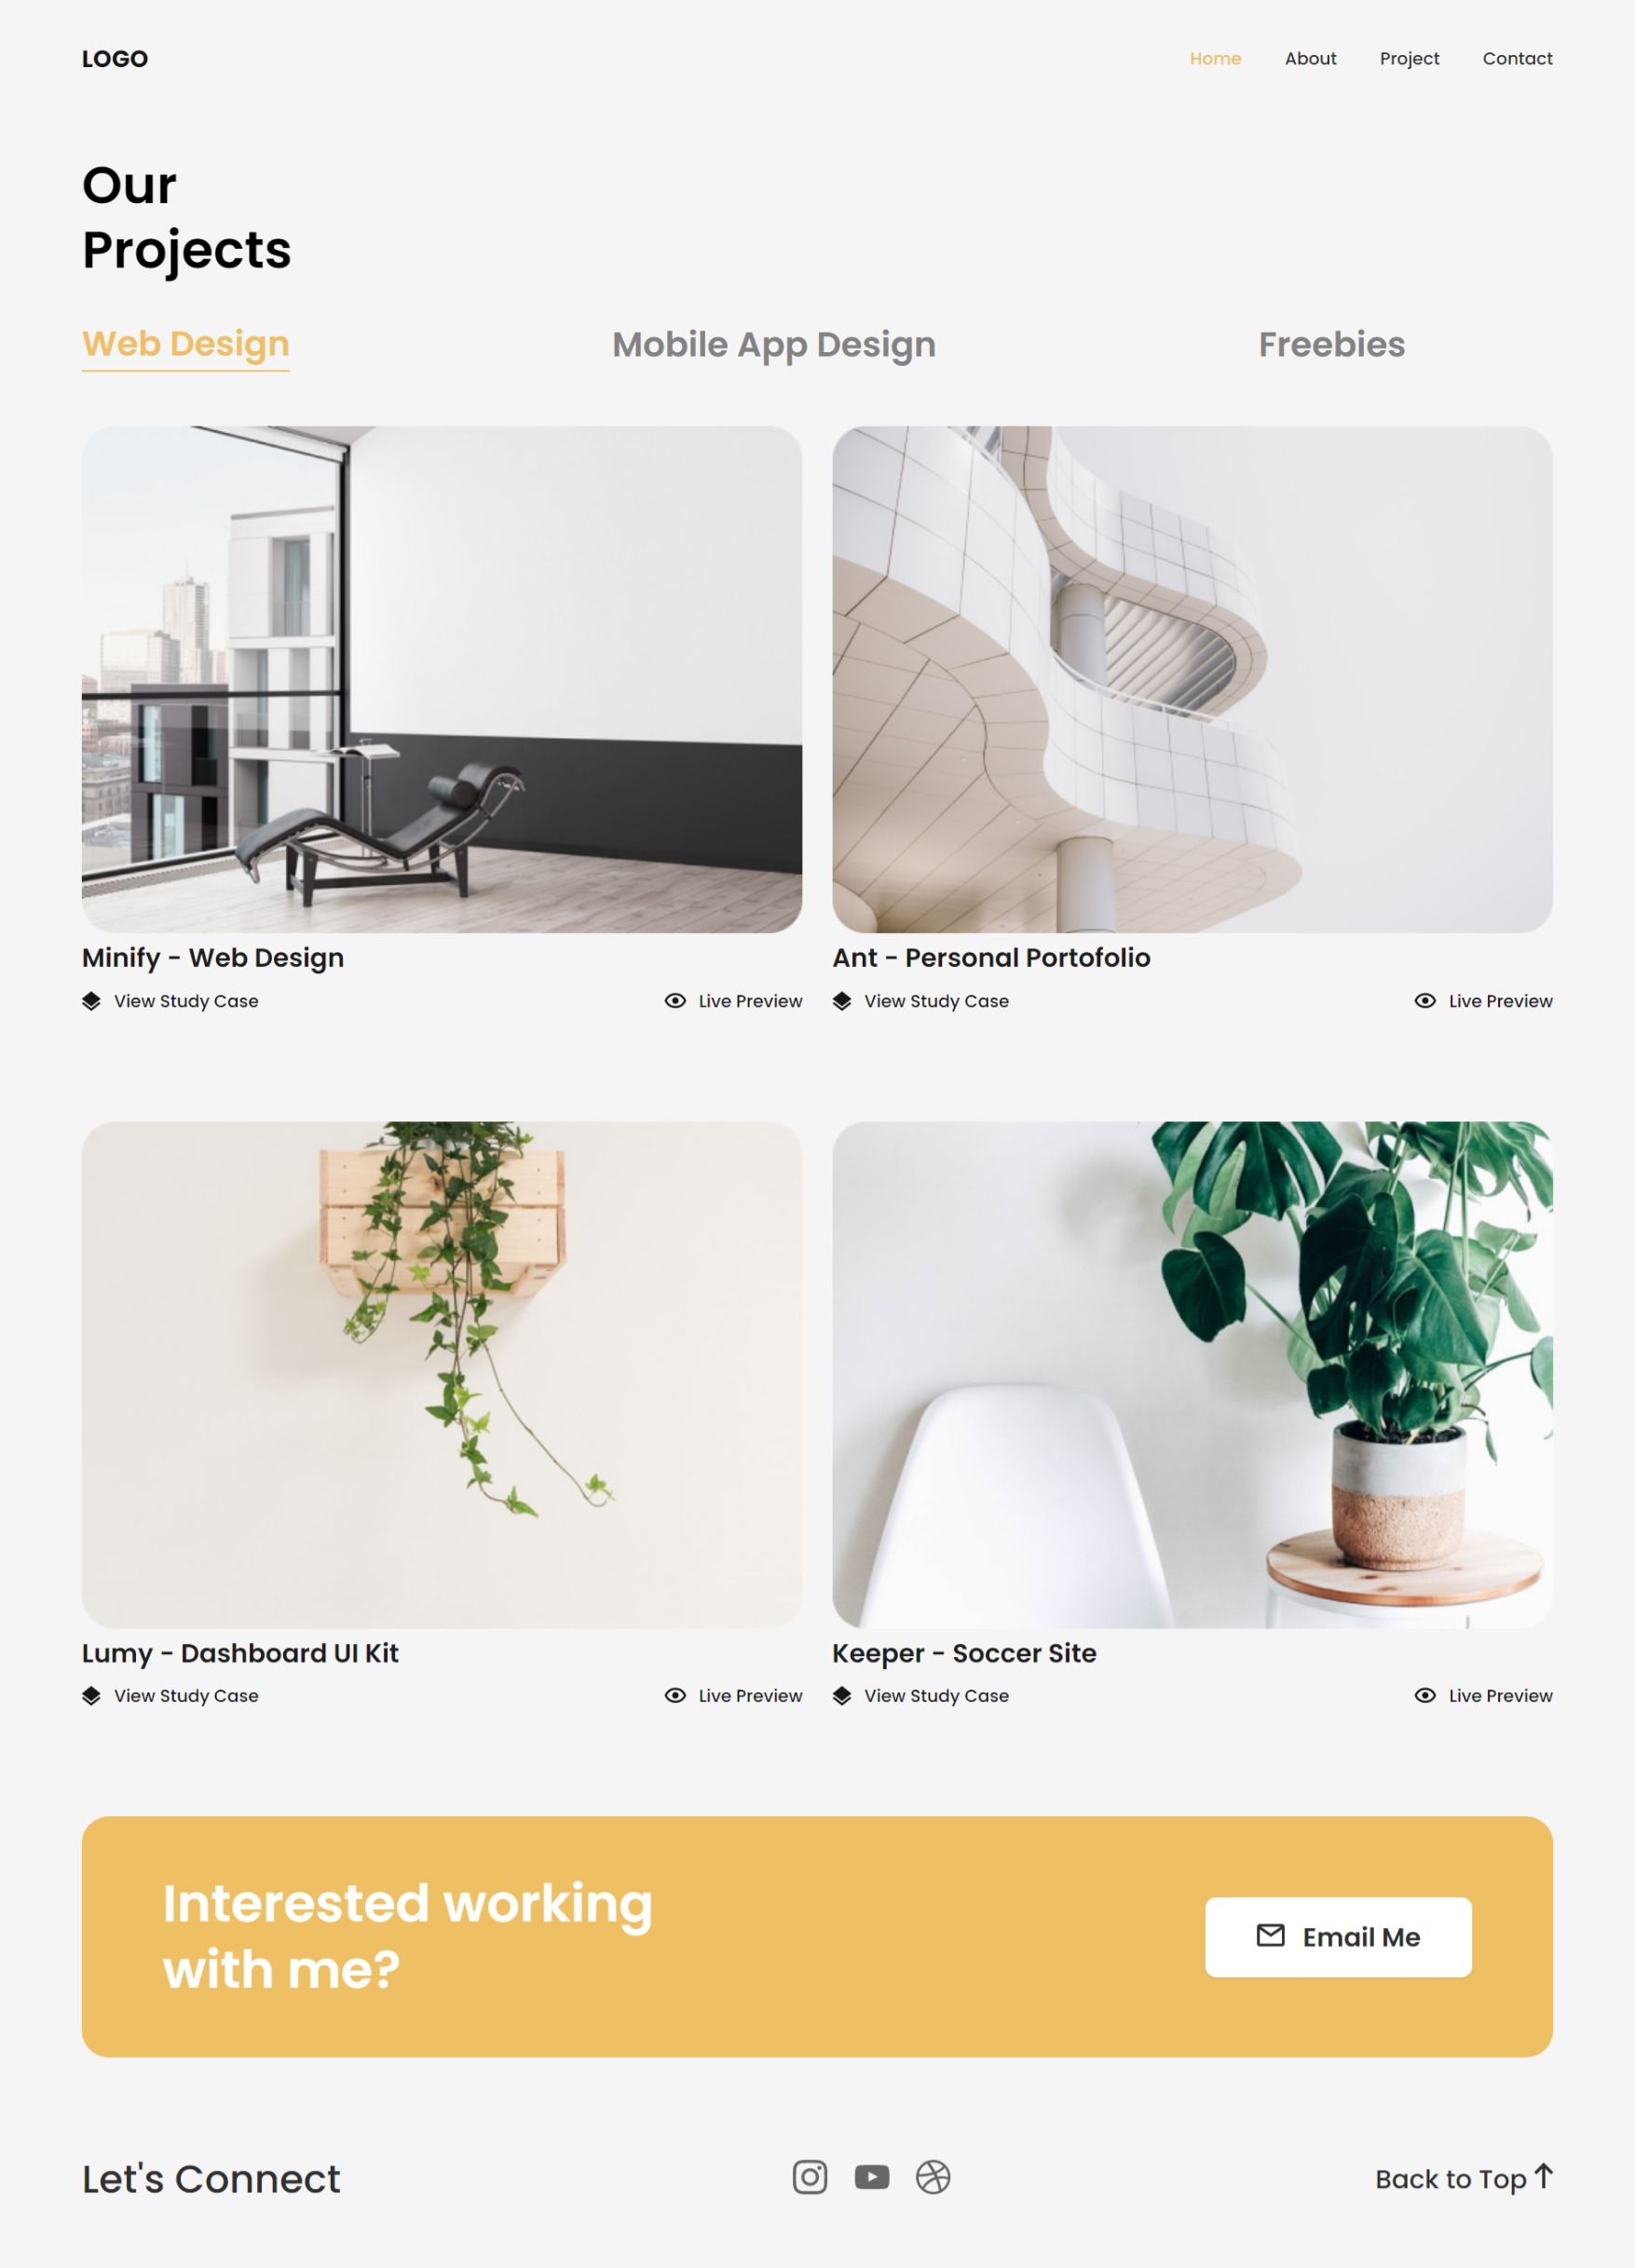 LOGO
Home About Project Contact
Our
Projects
Web Design Mobile App Design Freebies
Minify - Web Design
View Study Case Live Preview
Ant - Personal Portofolio
View Study Case Live Preview
Lumy - Dashboard UI Kit
View Study Case Live Preview
Keeper - Soccer Site
View Study Case Live Preview
Interested working
with me?
Email Me
Let's Connect
Back to Top